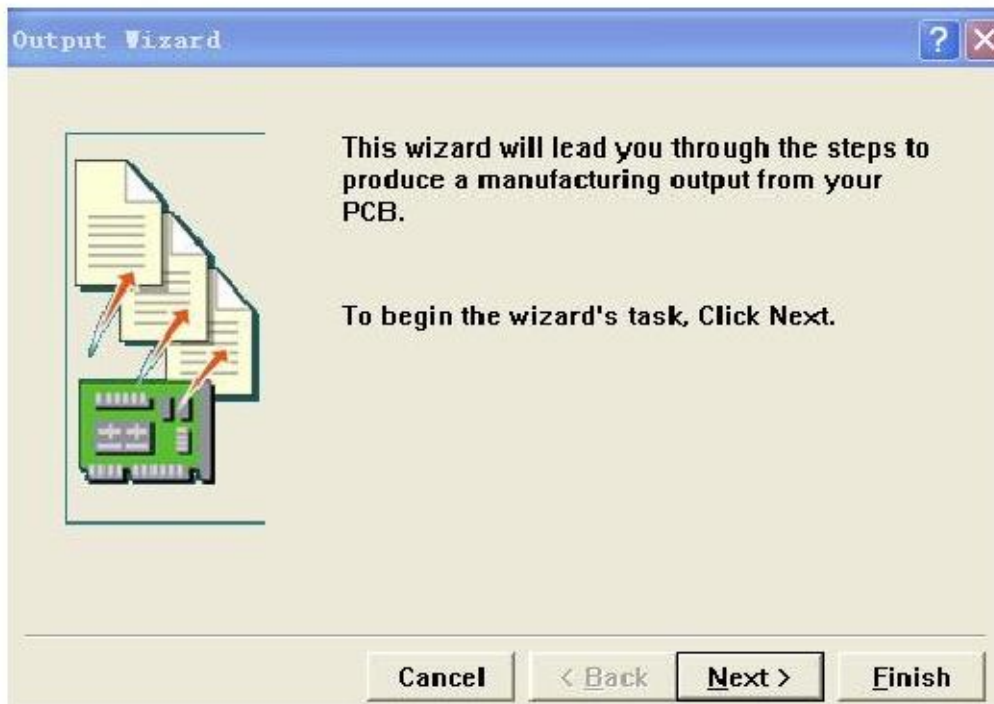 Output Wizard
?
This wizard will lead you through the steps to
produce a manufacturing output from your
PCB.
To begin the wizard's task, Click Next.
Cancel
< Back
Next >
Finish